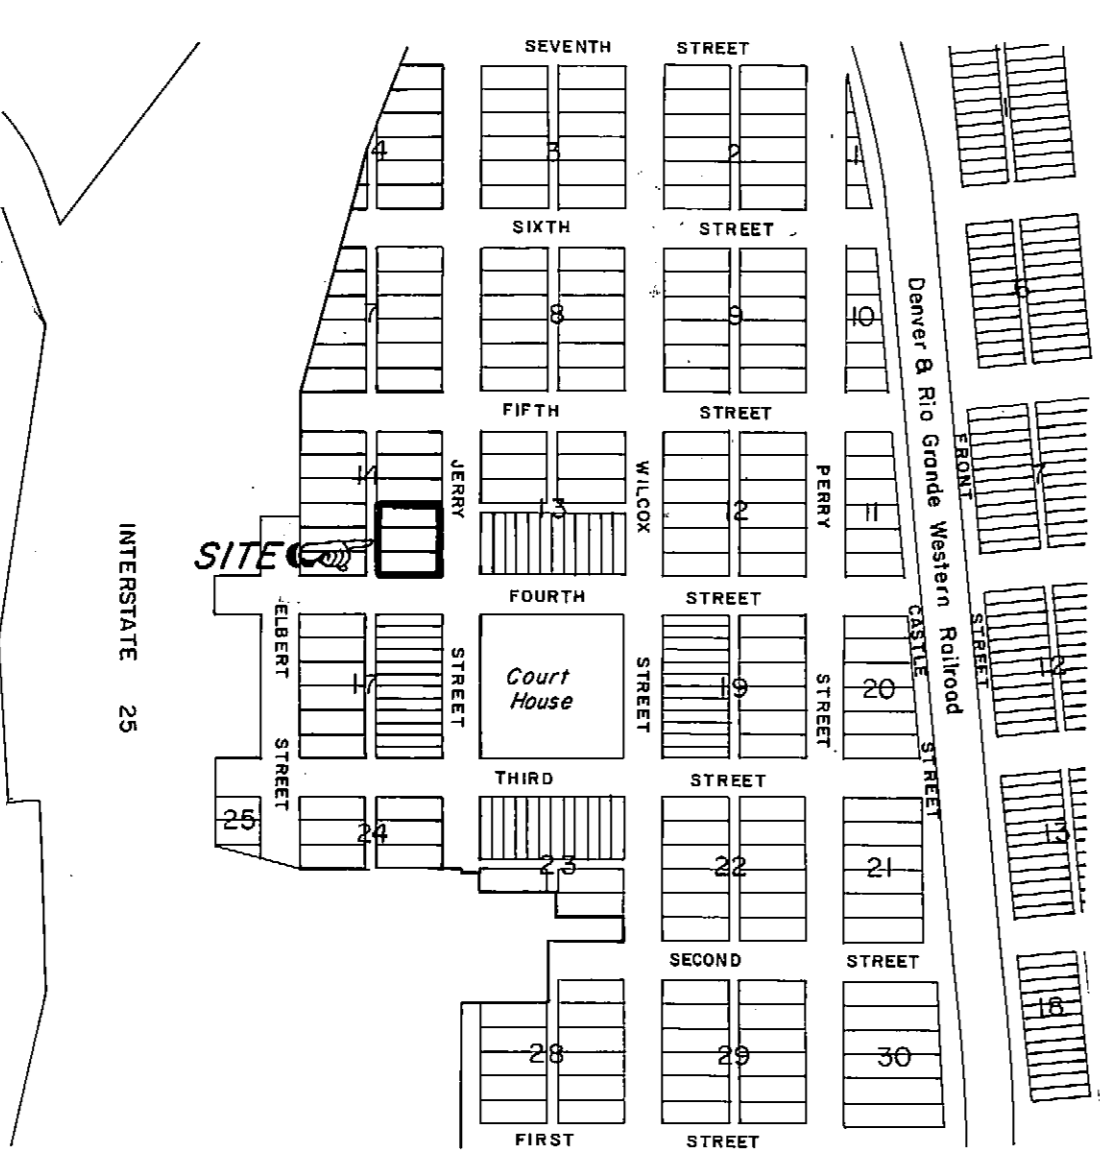 SEVENTH STREET
4 3 2 1 1
SIXTH STREET
7 8 9 10 6
Denver & Rio Grande Western Railroad
FIFTH STREET
14 13 12 11 7
JERRY
WILCOX
PERRY
FRONT
SITE
INTERSTATE 25
FOURTH STREET
ELBERT
STREET
17
STREET
Court
House
STREET
19
STREET
20
CASTLE
STREET
STREET
12
THIRD STREET
25 24 23 22 21 13
SECOND STREET
28 29 30 18
FIRST STREET